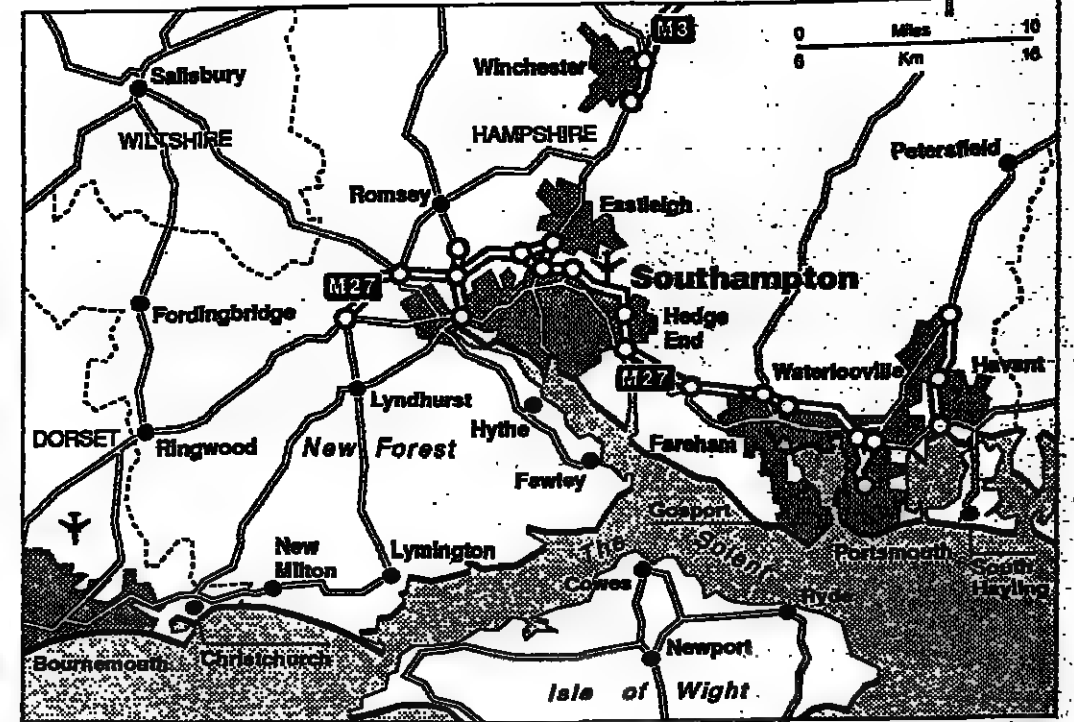 M3
0 Miles 10
0 Km 16
Winchester
Salisbury
WILTSHIRE
HAMPSHIRE
Petersfield
Romsey
Eastleigh
Southampton
M27
Fordingbridge
Hedge
End
Waterlooville
Havant
M27
Lyndhurst
DORSET
Ringwood
New Forest
Hythe
Fareham
Fawley
Gosport
The Solent
Portsmouth
New
Milton
Lymington
Cowes
South
Hayling
Ryde
Newport
Bournemouth
Christchurch
Isle of Wight